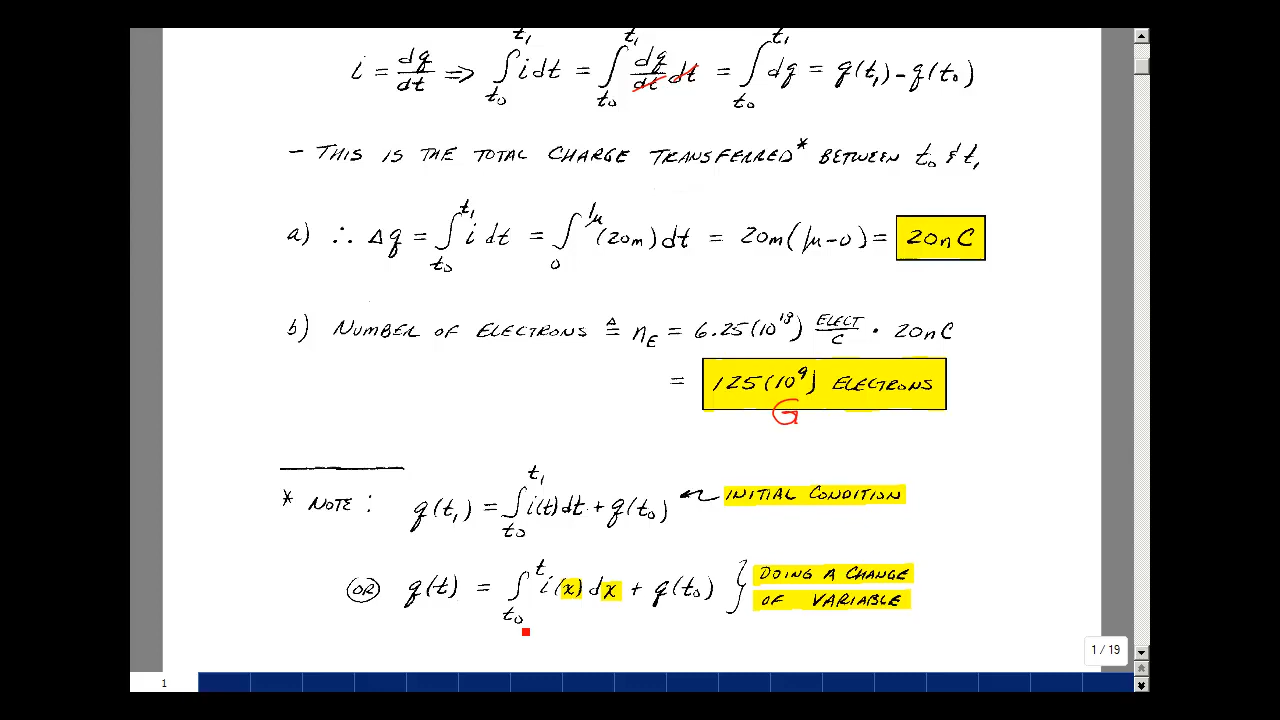 i = dq/dt ⇒ ∫_{t₀}^{t₁} i dt = ∫_{t₀}^{t₁} dq/dt dt = ∫_{t₀}^{t₁} dq = q(t₁) - q(t₀)
- THIS IS THE TOTAL CHARGE TRANSFERRED* BETWEEN t₀ & t₁
a) ∴ Δq = ∫_{t₀}^{t₁} i dt = ∫_0^{1μ} (20m) dt = 20m(1μ-0) = 20nC
b) NUMBER OF ELECTRONS ≜ n_E = 6.25(10^18) ELECT/C · 20nC
= 125(10⁹) ELECTRONS
G
* NOTE: q(t₁) = ∫_{t₀}^{t₁} i(t)dt + q(t₀) INITIAL CONDITION
OR q(t) = ∫_{t₀}^{t} i(x)dx + q(t₀) } DOING A CHANGE
OF VARIABLE
1 / 19
1